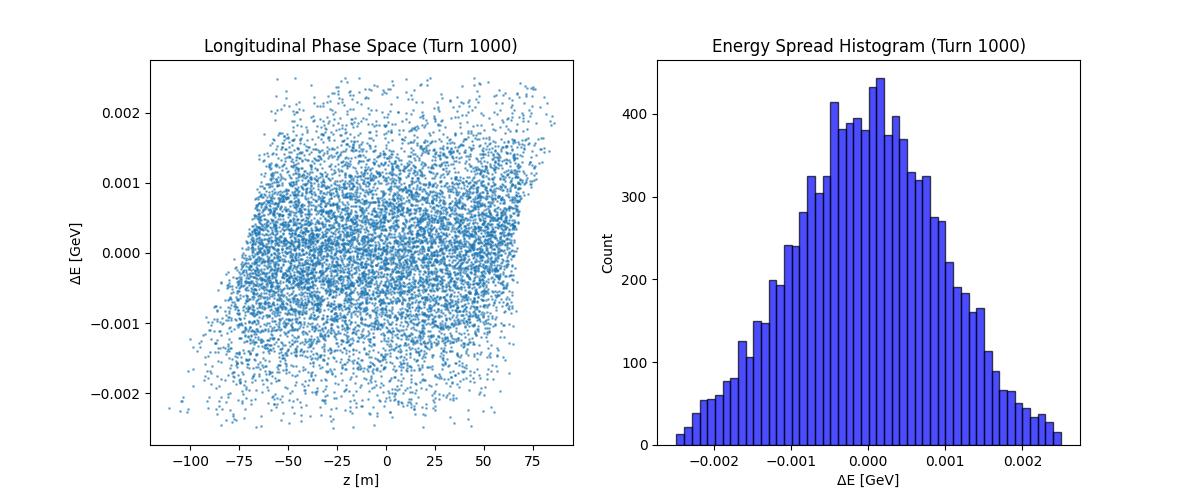 Longitudinal Phase Space (Turn 1000)
0.002
0.001
0.000
−0.001
−0.002
ΔE [GeV]
−100 −75 −50 −25 0 25 50 75
z [m]
Energy Spread Histogram (Turn 1000)
400
300
200
100
0
Count
−0.002 −0.001 0.000 0.001 0.002
ΔE [GeV]